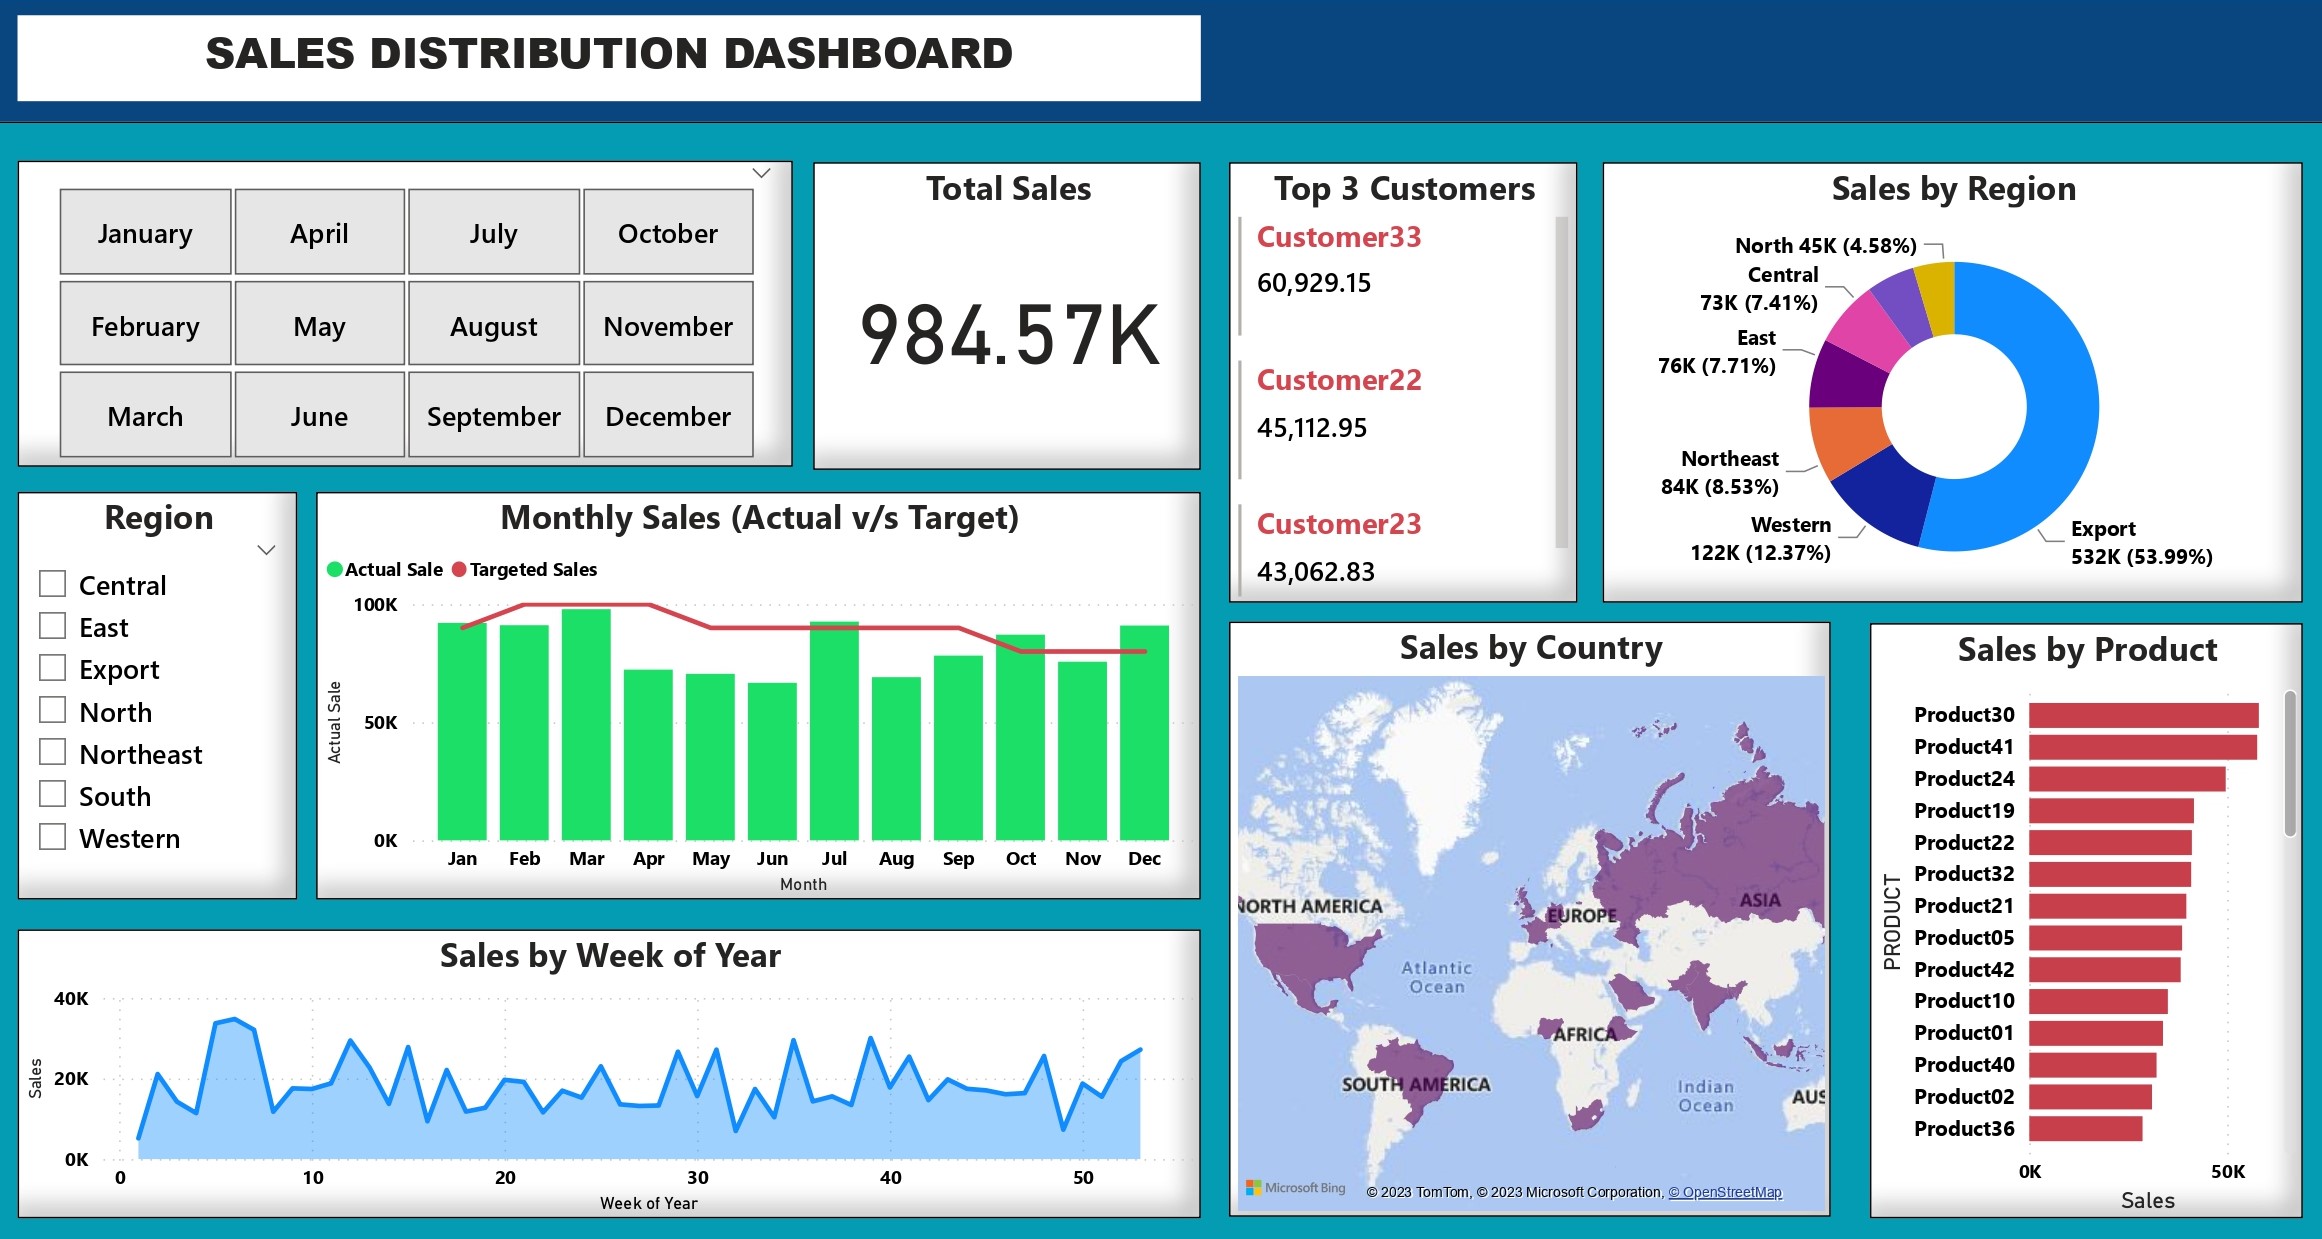 SALES DISTRIBUTION DASHBOARD
January
April
July
October
February
May
August
November
March
June
September
December
Total Sales
984.57K
Top 3 Customers
Customer33
60,929.15
Customer22
45,112.95
Customer23
43,062.83
Sales by Region
North 45K (4.58%)
Central
73K (7.41%)
East
76K (7.71%)
Northeast
84K (8.53%)
Western
122K (12.37%)
Export
532K (53.99%)
Region
Central
East
Export
North
Northeast
South
Western
Monthly Sales (Actual v/s Target)
Actual Sale
Targeted Sales
100K
50K
0K
Actual Sale
Jan
Feb
Mar
Apr
May
Jun
Jul
Aug
Sep
Oct
Nov
Dec
Month
Sales by Week of Year
40K
20K
0K
Sales
0
10
20
30
40
50
Week of Year
Sales by Country
NORTH AMERICA
EUROPE
ASIA
Atlantic
Ocean
AFRICA
SOUTH AMERICA
Indian
Ocean
AUS
Microsoft Bing
© 2023 TomTom, © 2023 Microsoft Corporation, © OpenStreetMap
Sales by Product
PRODUCT
Product30
Product41
Product24
Product19
Product22
Product32
Product21
Product05
Product42
Product10
Product01
Product40
Product02
Product36
0K
50K
Sales